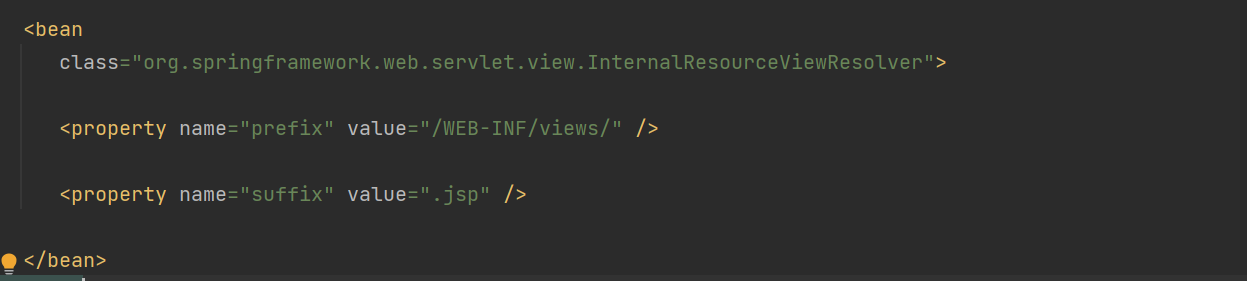 <bean
class="org.springframework.web.servlet.view.InternalResourceViewResolver">
<property name="prefix" value="/WEB-INF/views/" />
<property name="suffix" value=".jsp" />
</bean>